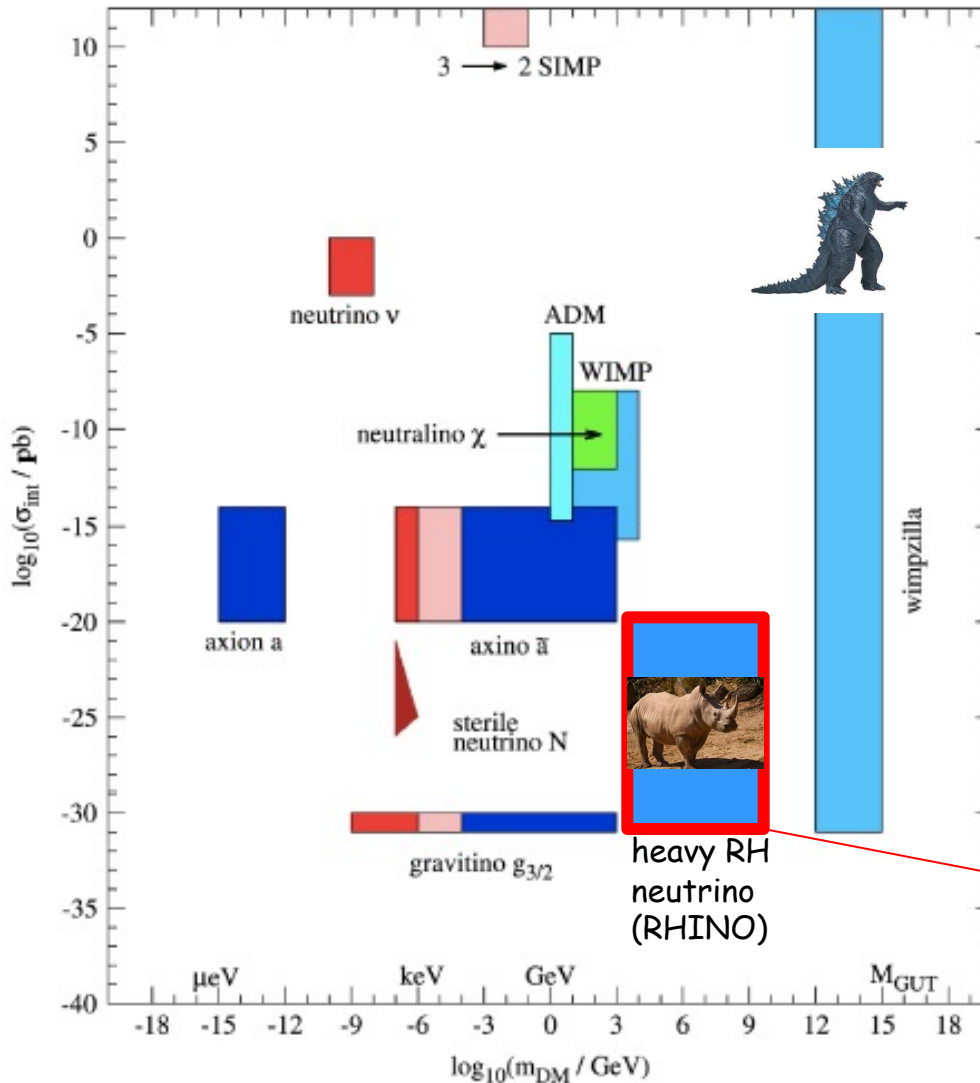 10
3 → 2 SIMP
5
0
neutrino ν
ADM
-5
WIMP
-10
neutralino χ
log10(σint / pb)
-15
wimpzilla
-20
axion a
axino ã
-25
sterile
neutrino N
-30
gravitino g3/2
heavy RH
neutrino
(RHINO)
-35
μeV
keV
GeV
MGUT
-40
-18 -15 -12 -9 -6 -3 0 3 6 9 12 15 18
log10(mDM / GeV)